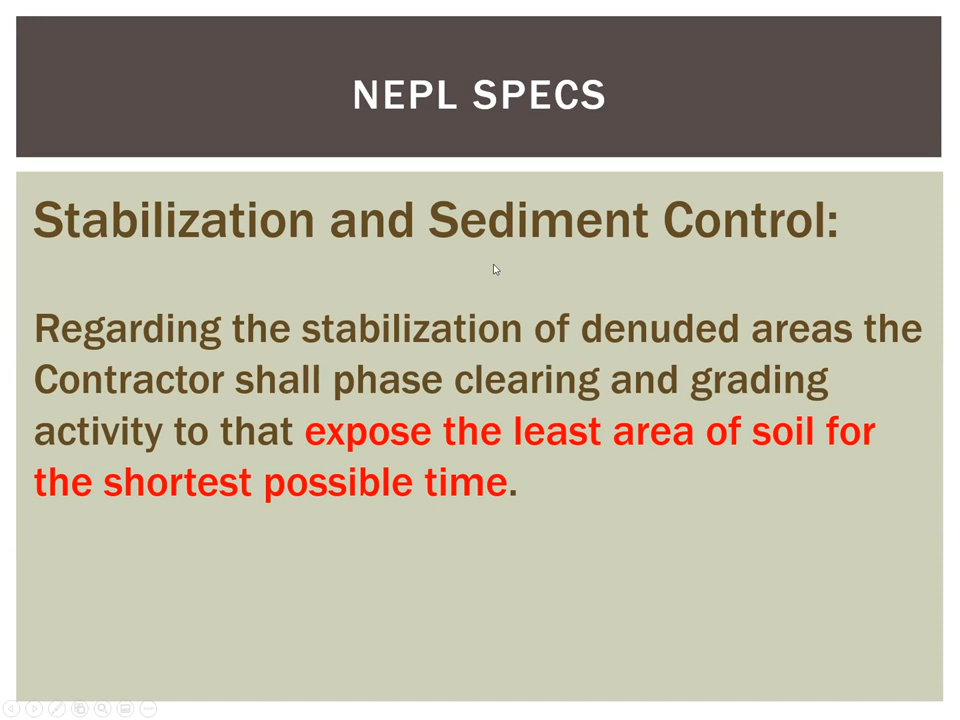 NEPL SPECS
Stabilization and Sediment Control:
Regarding the stabilization of denuded areas the
Contractor shall phase clearing and grading
activity to that expose the least area of soil for
the shortest possible time.